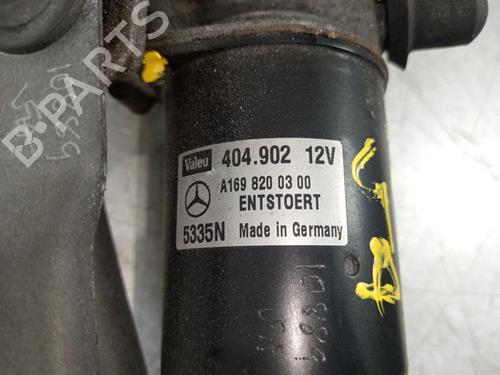 Valeo 404.902 12V
A169 820 03 00
ENTSTOERT
5335N Made in Germany
B-PARTS